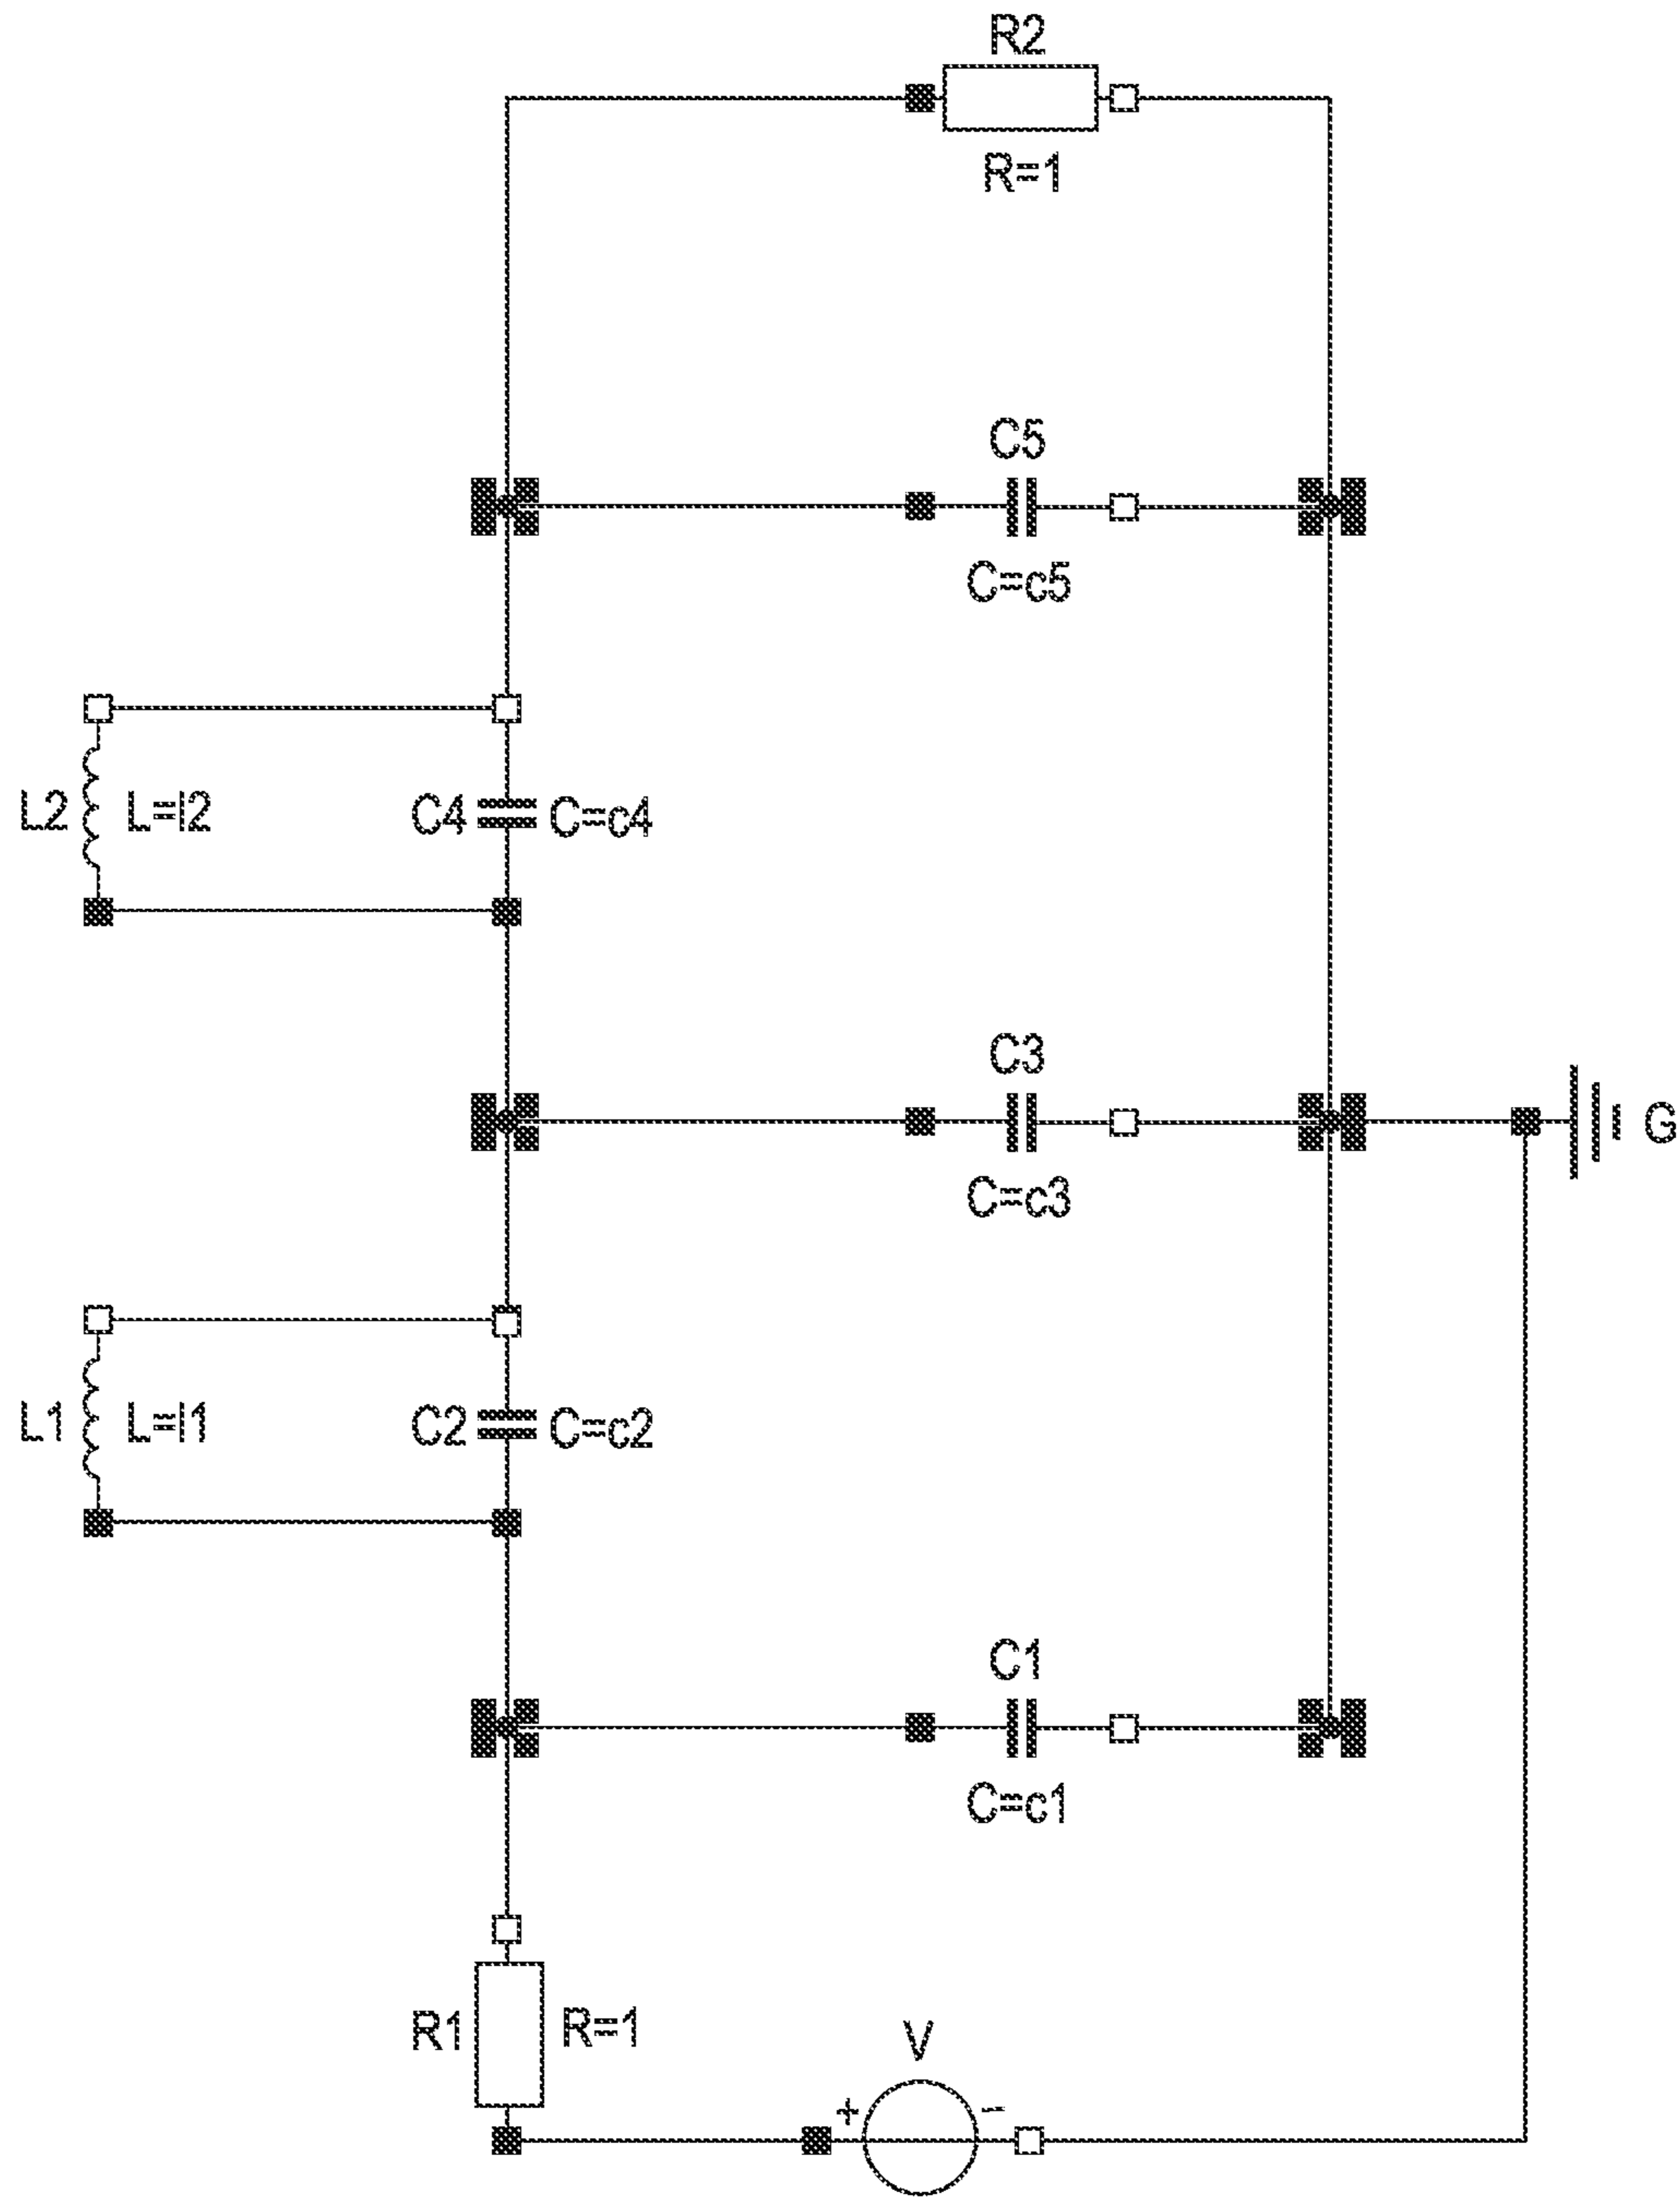 R2
R=1
C5
C=c5
L2 L=l2 C4 C=c4
C3
G
C=c3
L1 L=l1 C2 C=c2
C1
C=c1
R1 R=1
V
+ −